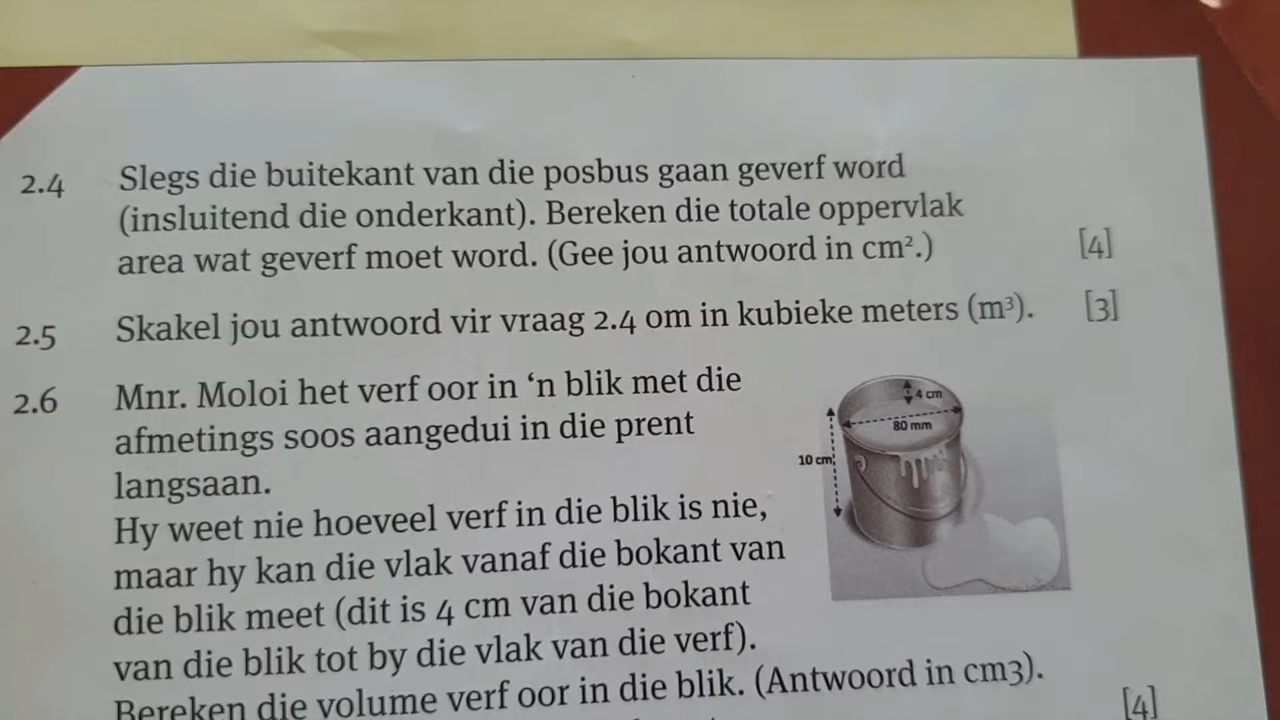 2.4 Slegs die buitekant van die posbus gaan geverf word
(insluitend die onderkant). Bereken die totale oppervlak
area wat geverf moet word. (Gee jou antwoord in cm².) [4]
2.5 Skakel jou antwoord vir vraag 2.4 om in kubieke meters (m³). [3]
2.6 Mnr. Moloi het verf oor in ‘n blik met die
afmetings soos aangedui in die prent
langsaan.
Hy weet nie hoeveel verf in die blik is nie,
maar hy kan die vlak vanaf die bokant van
die blik meet (dit is 4 cm van die bokant
van die blik tot by die vlak van die verf).
Bereken die volume verf oor in die blik. (Antwoord in cm3).
[4]
4 cm
80 mm
10 cm